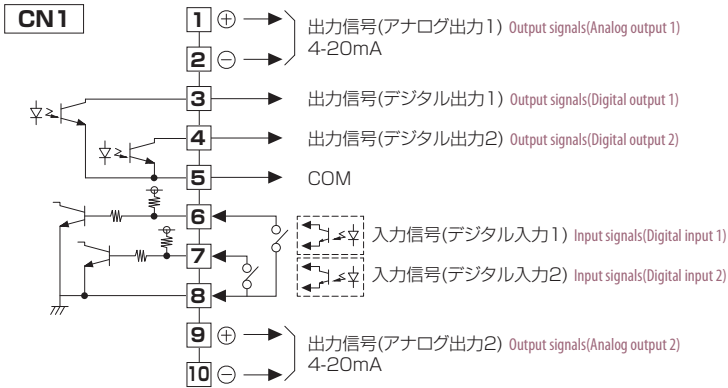 CN1
1 ⊕ 出力信号(アナログ出力1) Output signals(Analog output 1)
4-20mA
2 ⊖
3 出力信号(デジタル出力1) Output signals(Digital output 1)
4 出力信号(デジタル出力2) Output signals(Digital output 2)
5 COM
6
入力信号(デジタル入力1) Input signals(Digital input 1)
7
入力信号(デジタル入力2) Input signals(Digital input 2)
8
9 ⊕ 出力信号(アナログ出力2) Output signals(Analog output 2)
4-20mA
10 ⊖